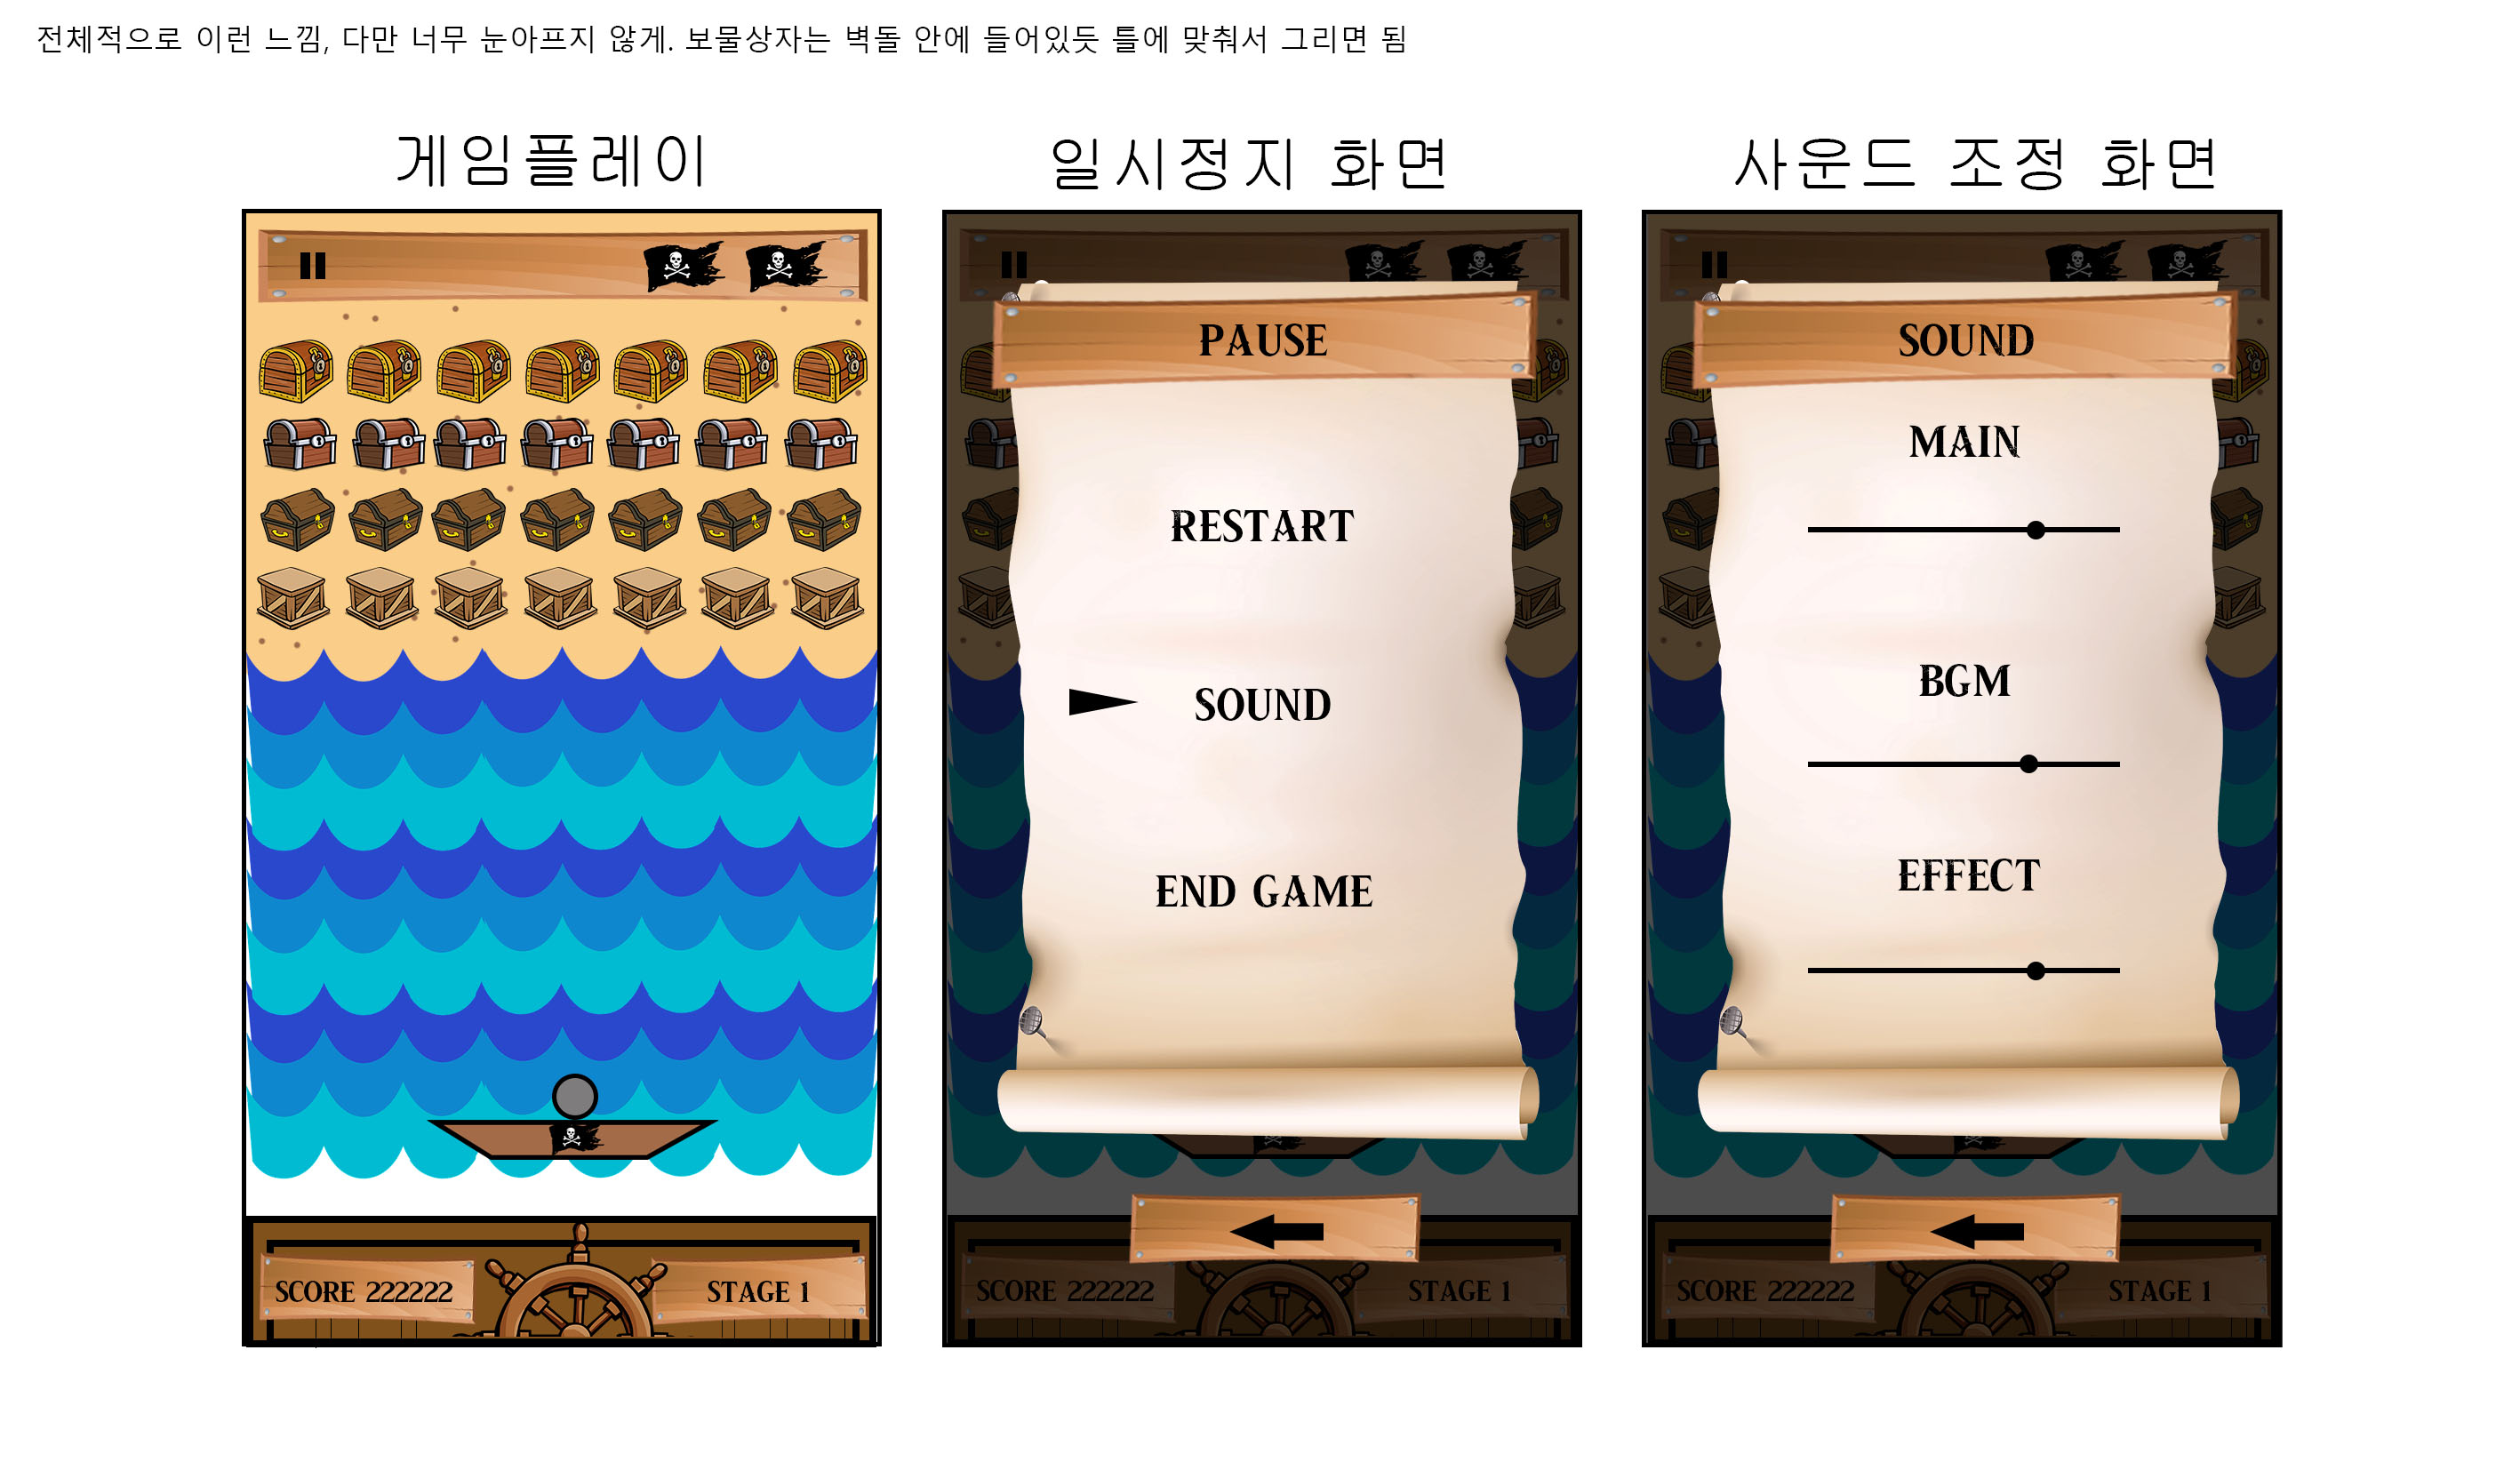 전체적으로 이런 느낌, 다만 너무 눈아프지 않게. 보물상자는 벽돌 안에 들어있듯 틀에 맞춰서 그리면 됨
게임플레이
SCORE 222222
STAGE 1
일시정지 화면
PAUSE
RESTART
SOUND
END GAME
SCORE 222222
STAGE 1
사운드 조정 화면
SOUND
MAIN
BGM
EFFECT
SCORE 222222
STAGE 1